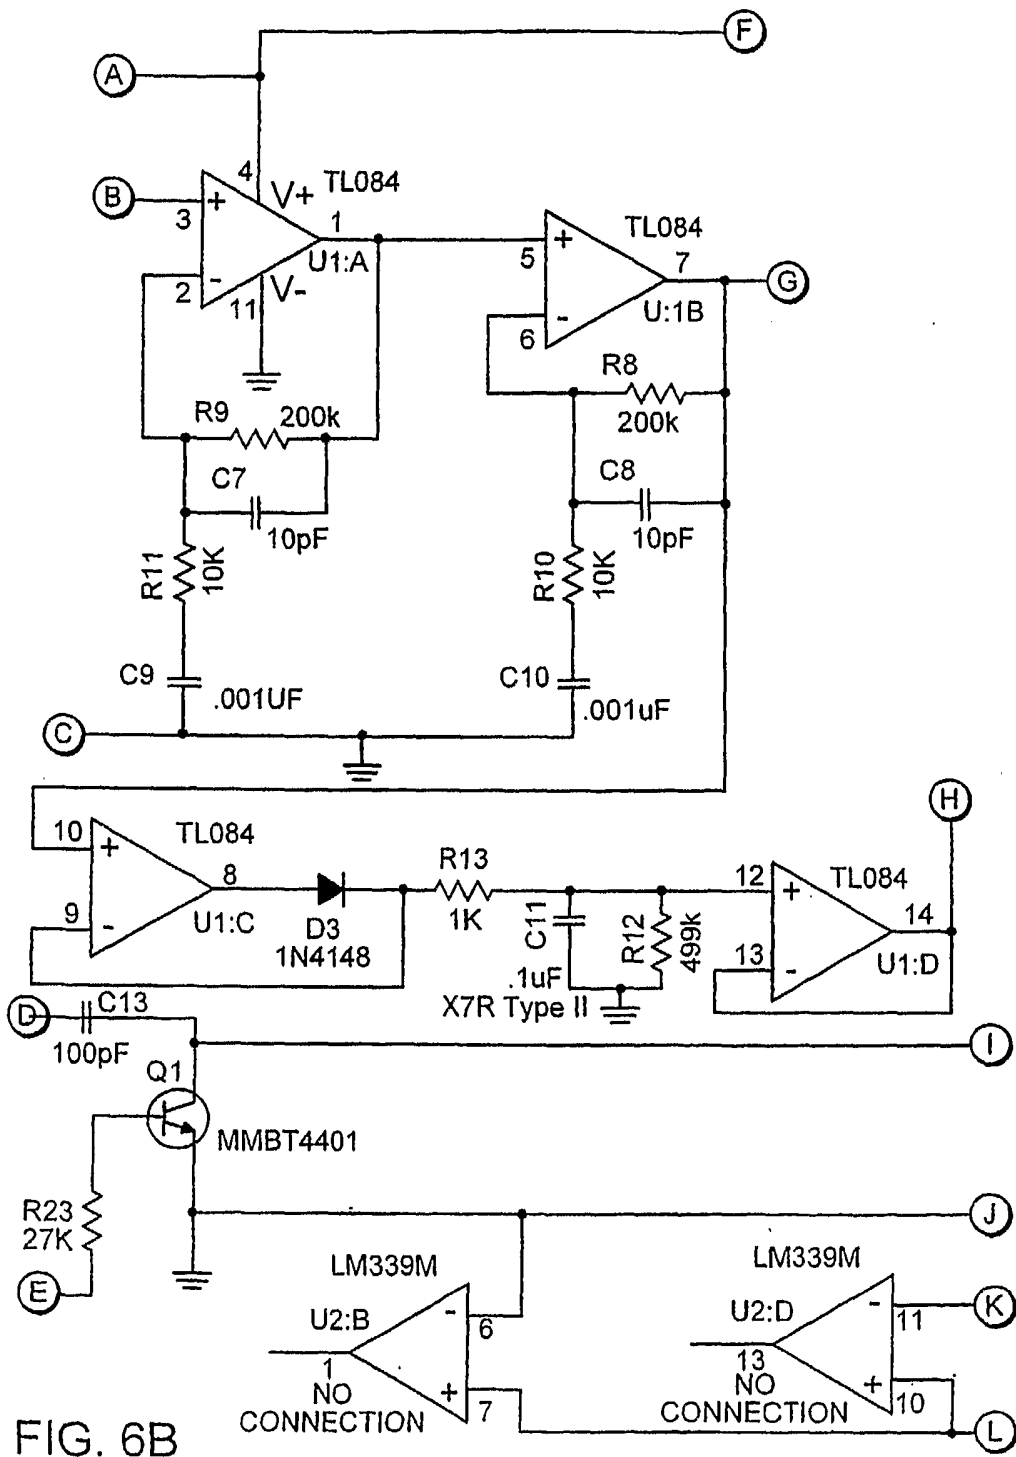 F
A
4
V+
TL084
B
+
3
1
U1:A
-
2
11
V-
TL084
+
5
7
G
U:1B
-
6
R8
200k
R9
200k
C7
10pF
C8
10pF
R11
10K
R10
10K
C9
.001UF
C10
.001uF
C
H
10
+
TL084
8
9
-
U1:C
D3
1N4148
R13
1K
C11
.1uF
X7R Type II
R12
499k
12
+
TL084
14
13
-
U1:D
D
C13
100pF
I
Q1
MMBT4401
R23
27K
E
J
LM339M
U2:B
-
6
1
NO
CONNECTION
+
7
LM339M
U2:D
-
11
K
13
NO
CONNECTION
+
10
L
FIG. 6B